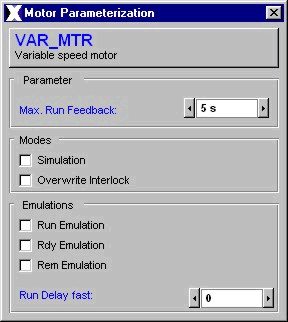 Motor Parameterization
VAR_MTR
Variable speed motor
Parameter
Max. Run Feedback:
5 s
Modes
Simulation
Overwrite Interlock
Emulations
Run Emulation
Rdy Emulation
Rem Emulation
Run Delay fast:
0